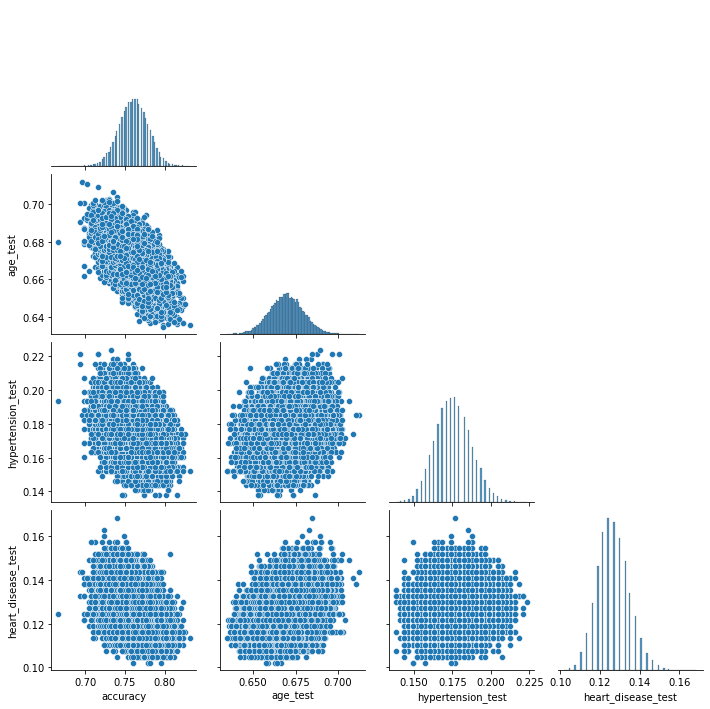 0.70
0.68
0.66
0.64
age_test
0.22
0.20
0.18
0.16
0.14
hypertension_test
0.16
0.14
0.12
0.10
heart_disease_test
0.70 0.75 0.80
accuracy
0.650 0.675 0.700
age_test
0.150 0.175 0.200 0.225
hypertension_test
0.10 0.12 0.14 0.16
heart_disease_test